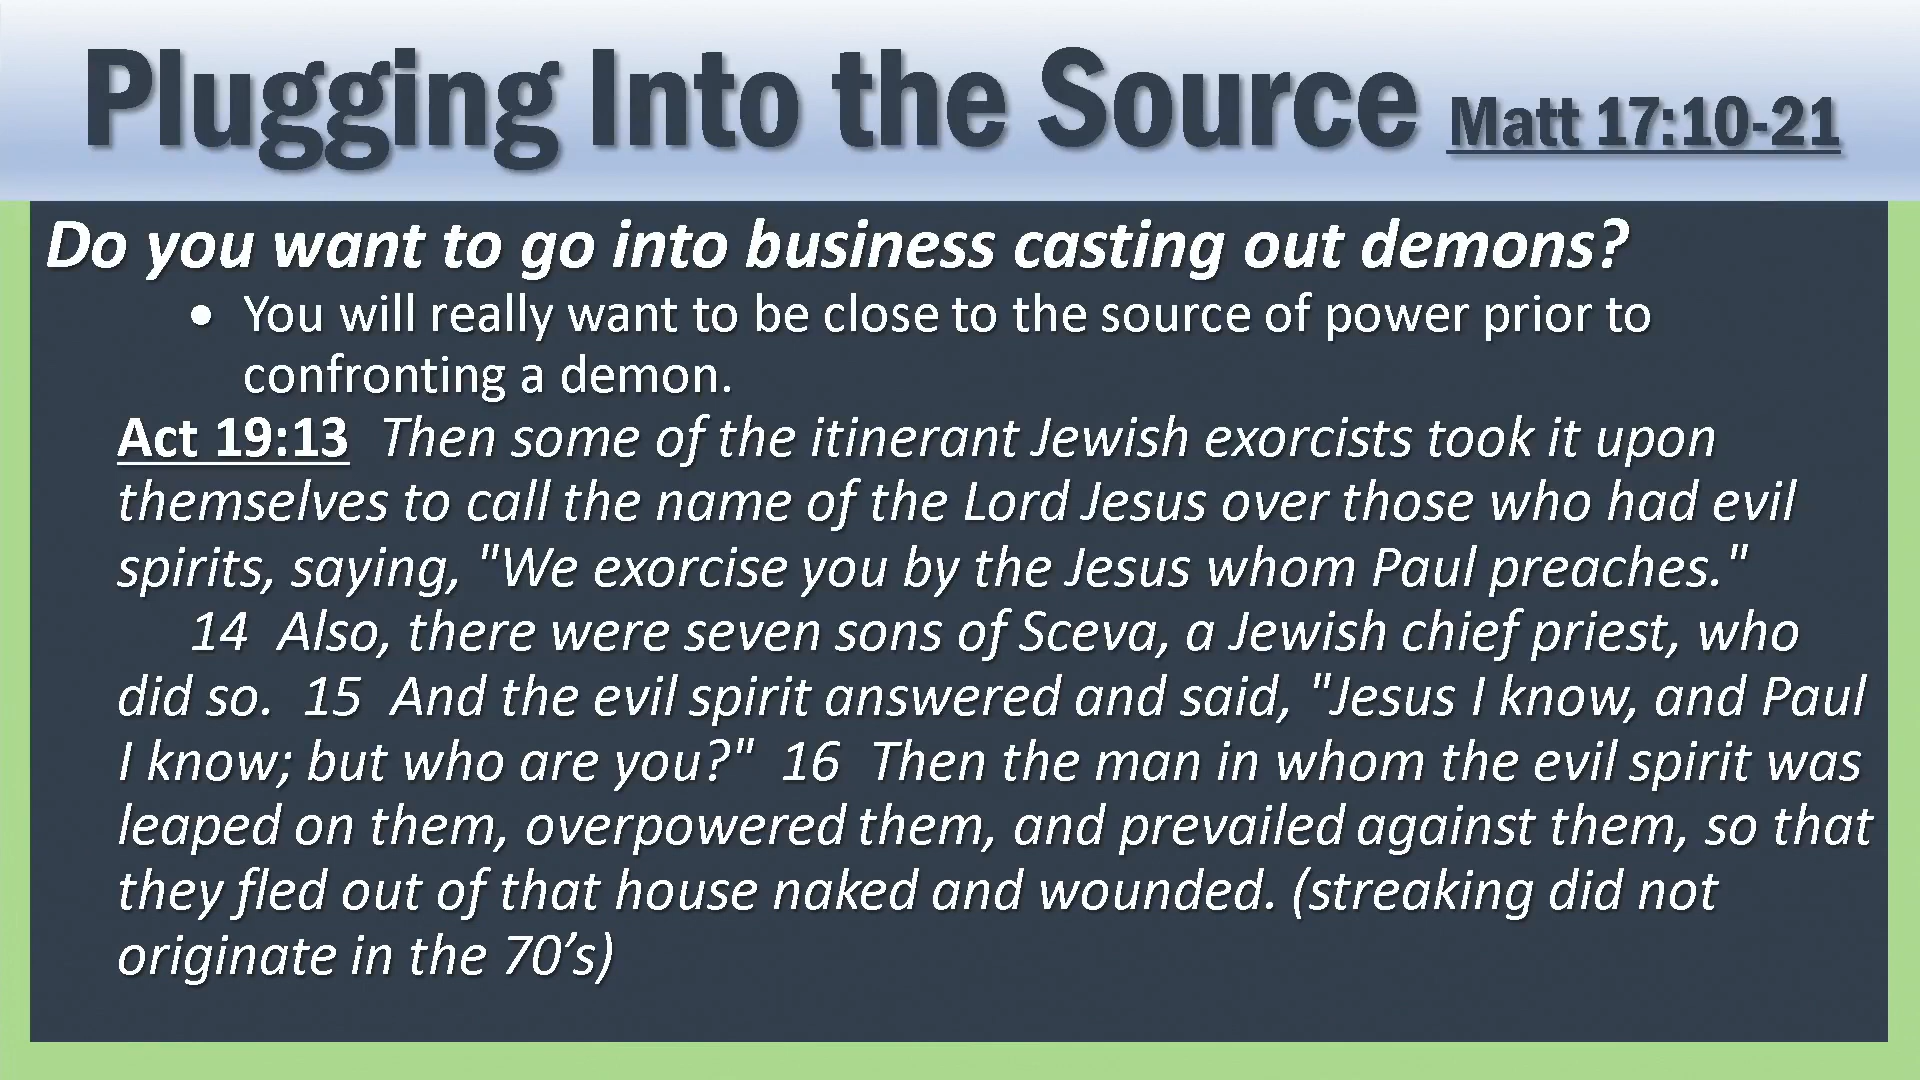 Plugging Into the Source Matt 17:10-21
Do you want to go into business casting out demons?
• You will really want to be close to the source of power prior to
confronting a demon.
Act 19:13 Then some of the itinerant Jewish exorcists took it upon
themselves to call the name of the Lord Jesus over those who had evil
spirits, saying, "We exorcise you by the Jesus whom Paul preaches."
14 Also, there were seven sons of Sceva, a Jewish chief priest, who
did so. 15 And the evil spirit answered and said, "Jesus I know, and Paul
I know; but who are you?" 16 Then the man in whom the evil spirit was
leaped on them, overpowered them, and prevailed against them, so that
they fled out of that house naked and wounded. (streaking did not
originate in the 70’s)